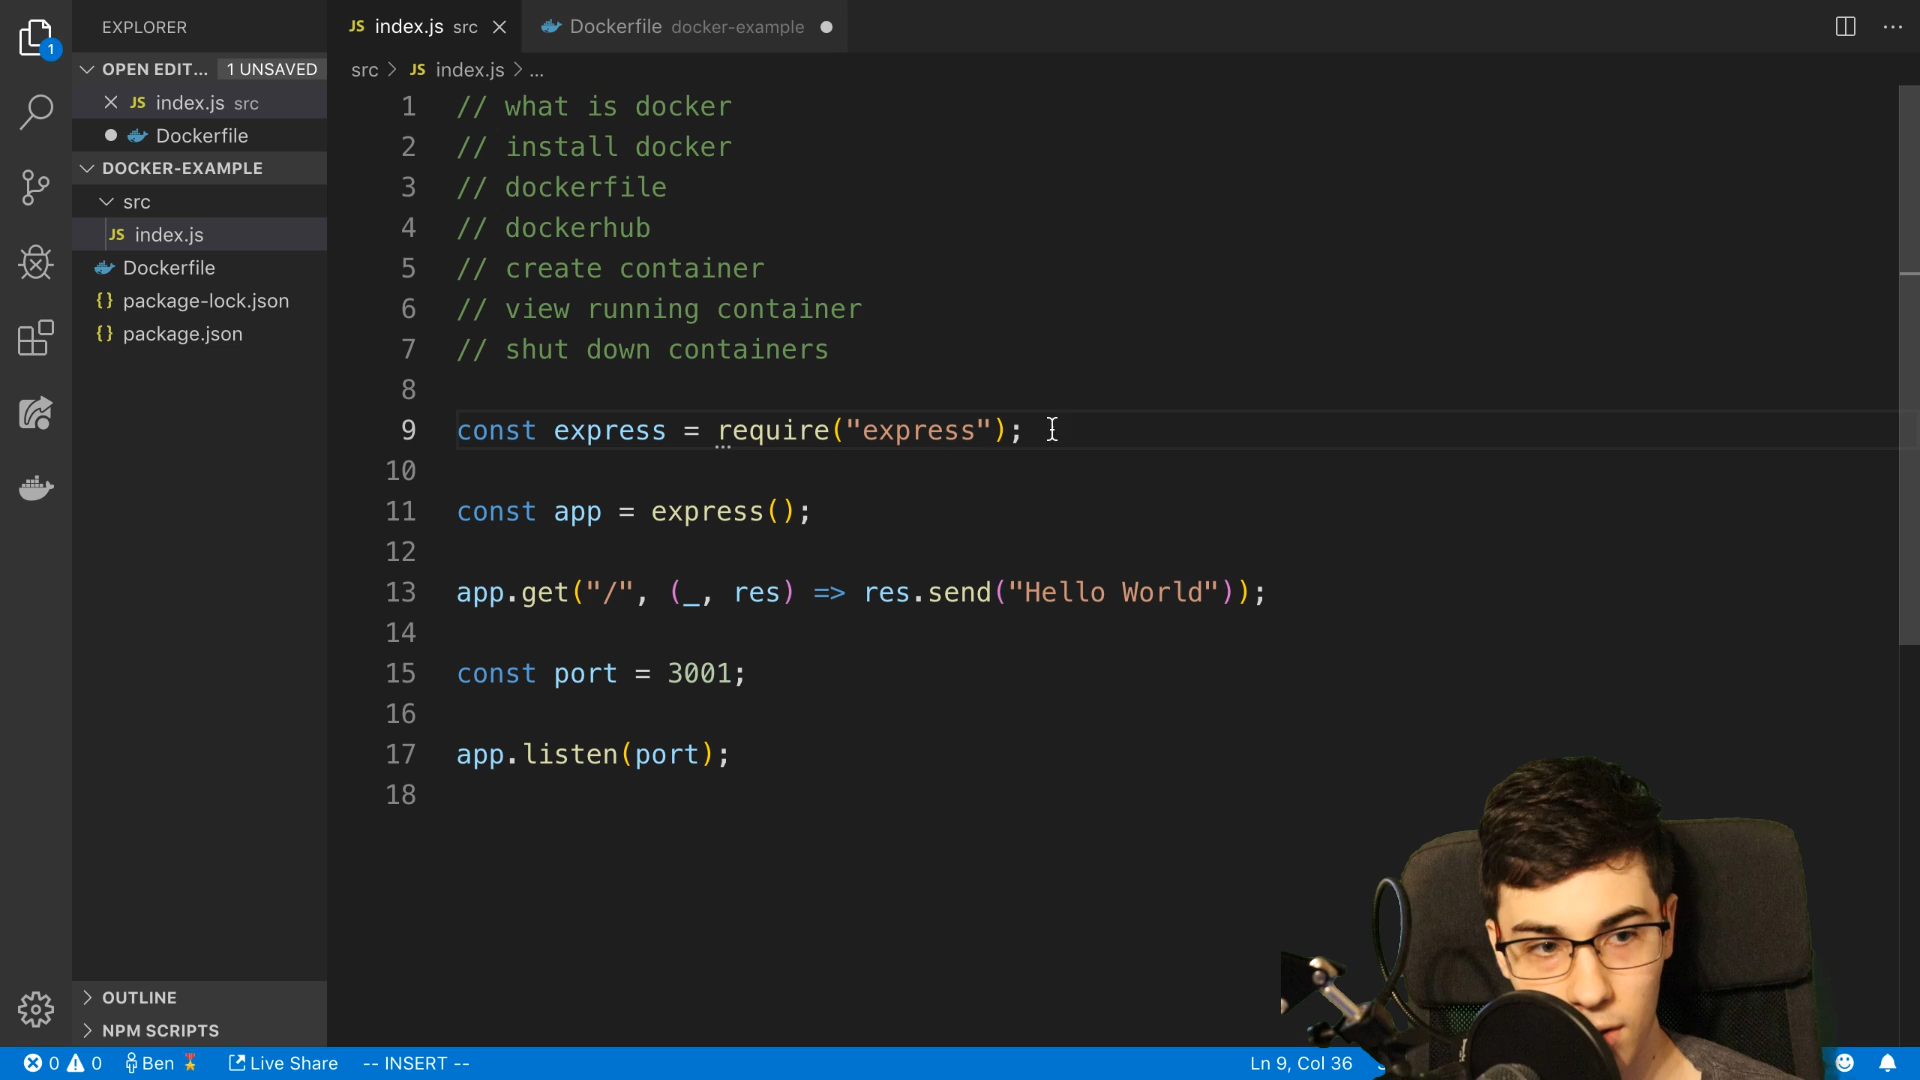 EXPLORER
JS index.js src
Dockerfile docker-example
1
OPEN EDIT... 1 UNSAVED
src > JS index.js > ...
JS index.js src
Dockerfile
DOCKER-EXAMPLE
src
JS index.js
Dockerfile
{} package-lock.json
{} package.json
1 // what is docker
2 // install docker
3 // dockerfile
4 // dockerhub
5 // create container
6 // view running container
7 // shut down containers
8
9 const express = require("express");
10
11 const app = express();
12
13 app.get("/", (_, res) => res.send("Hello World"));
14
15 const port = 3001;
16
17 app.listen(port);
18
OUTLINE
NPM SCRIPTS
0 0 Ben Live Share -- INSERT -- Ln 9, Col 36